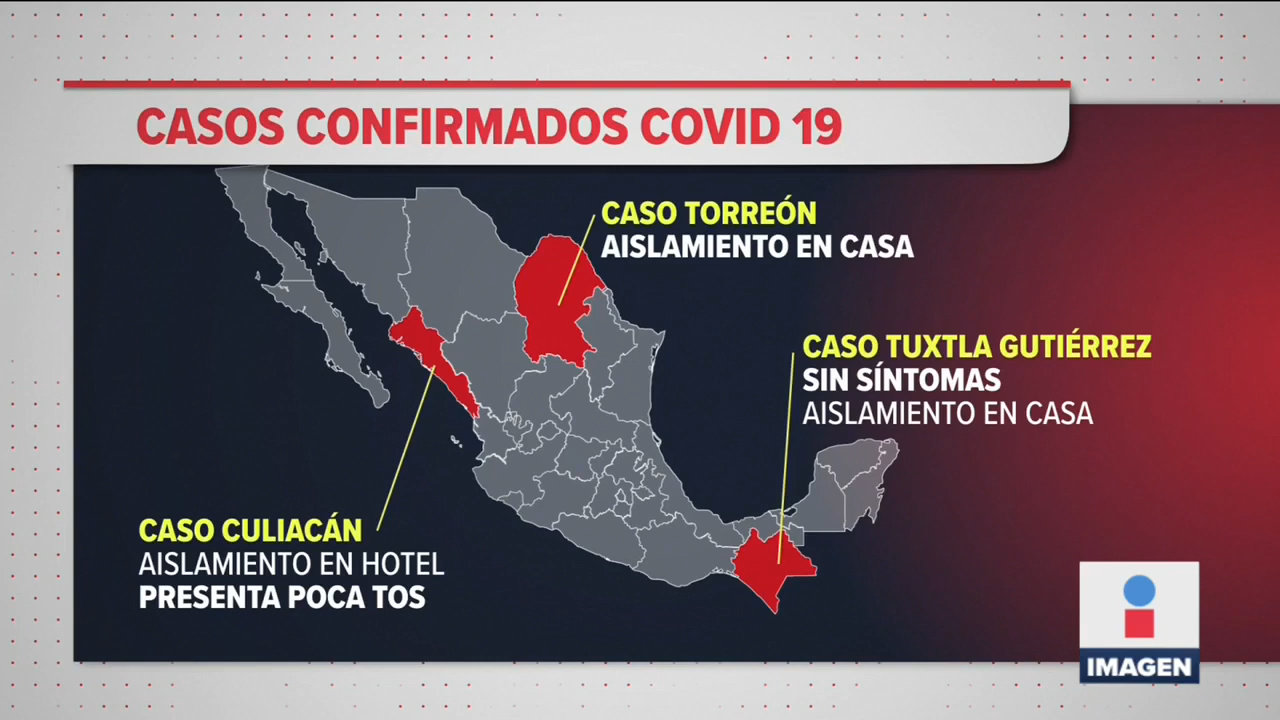 CASOS CONFIRMADOS COVID 19
CASO TORREÓN
AISLAMIENTO EN CASA
CASO TUXTLA GUTIÉRREZ
SIN SÍNTOMAS
AISLAMIENTO EN CASA
CASO CULIACÁN
AISLAMIENTO EN HOTEL
PRESENTA POCA TOS
IMAGEN